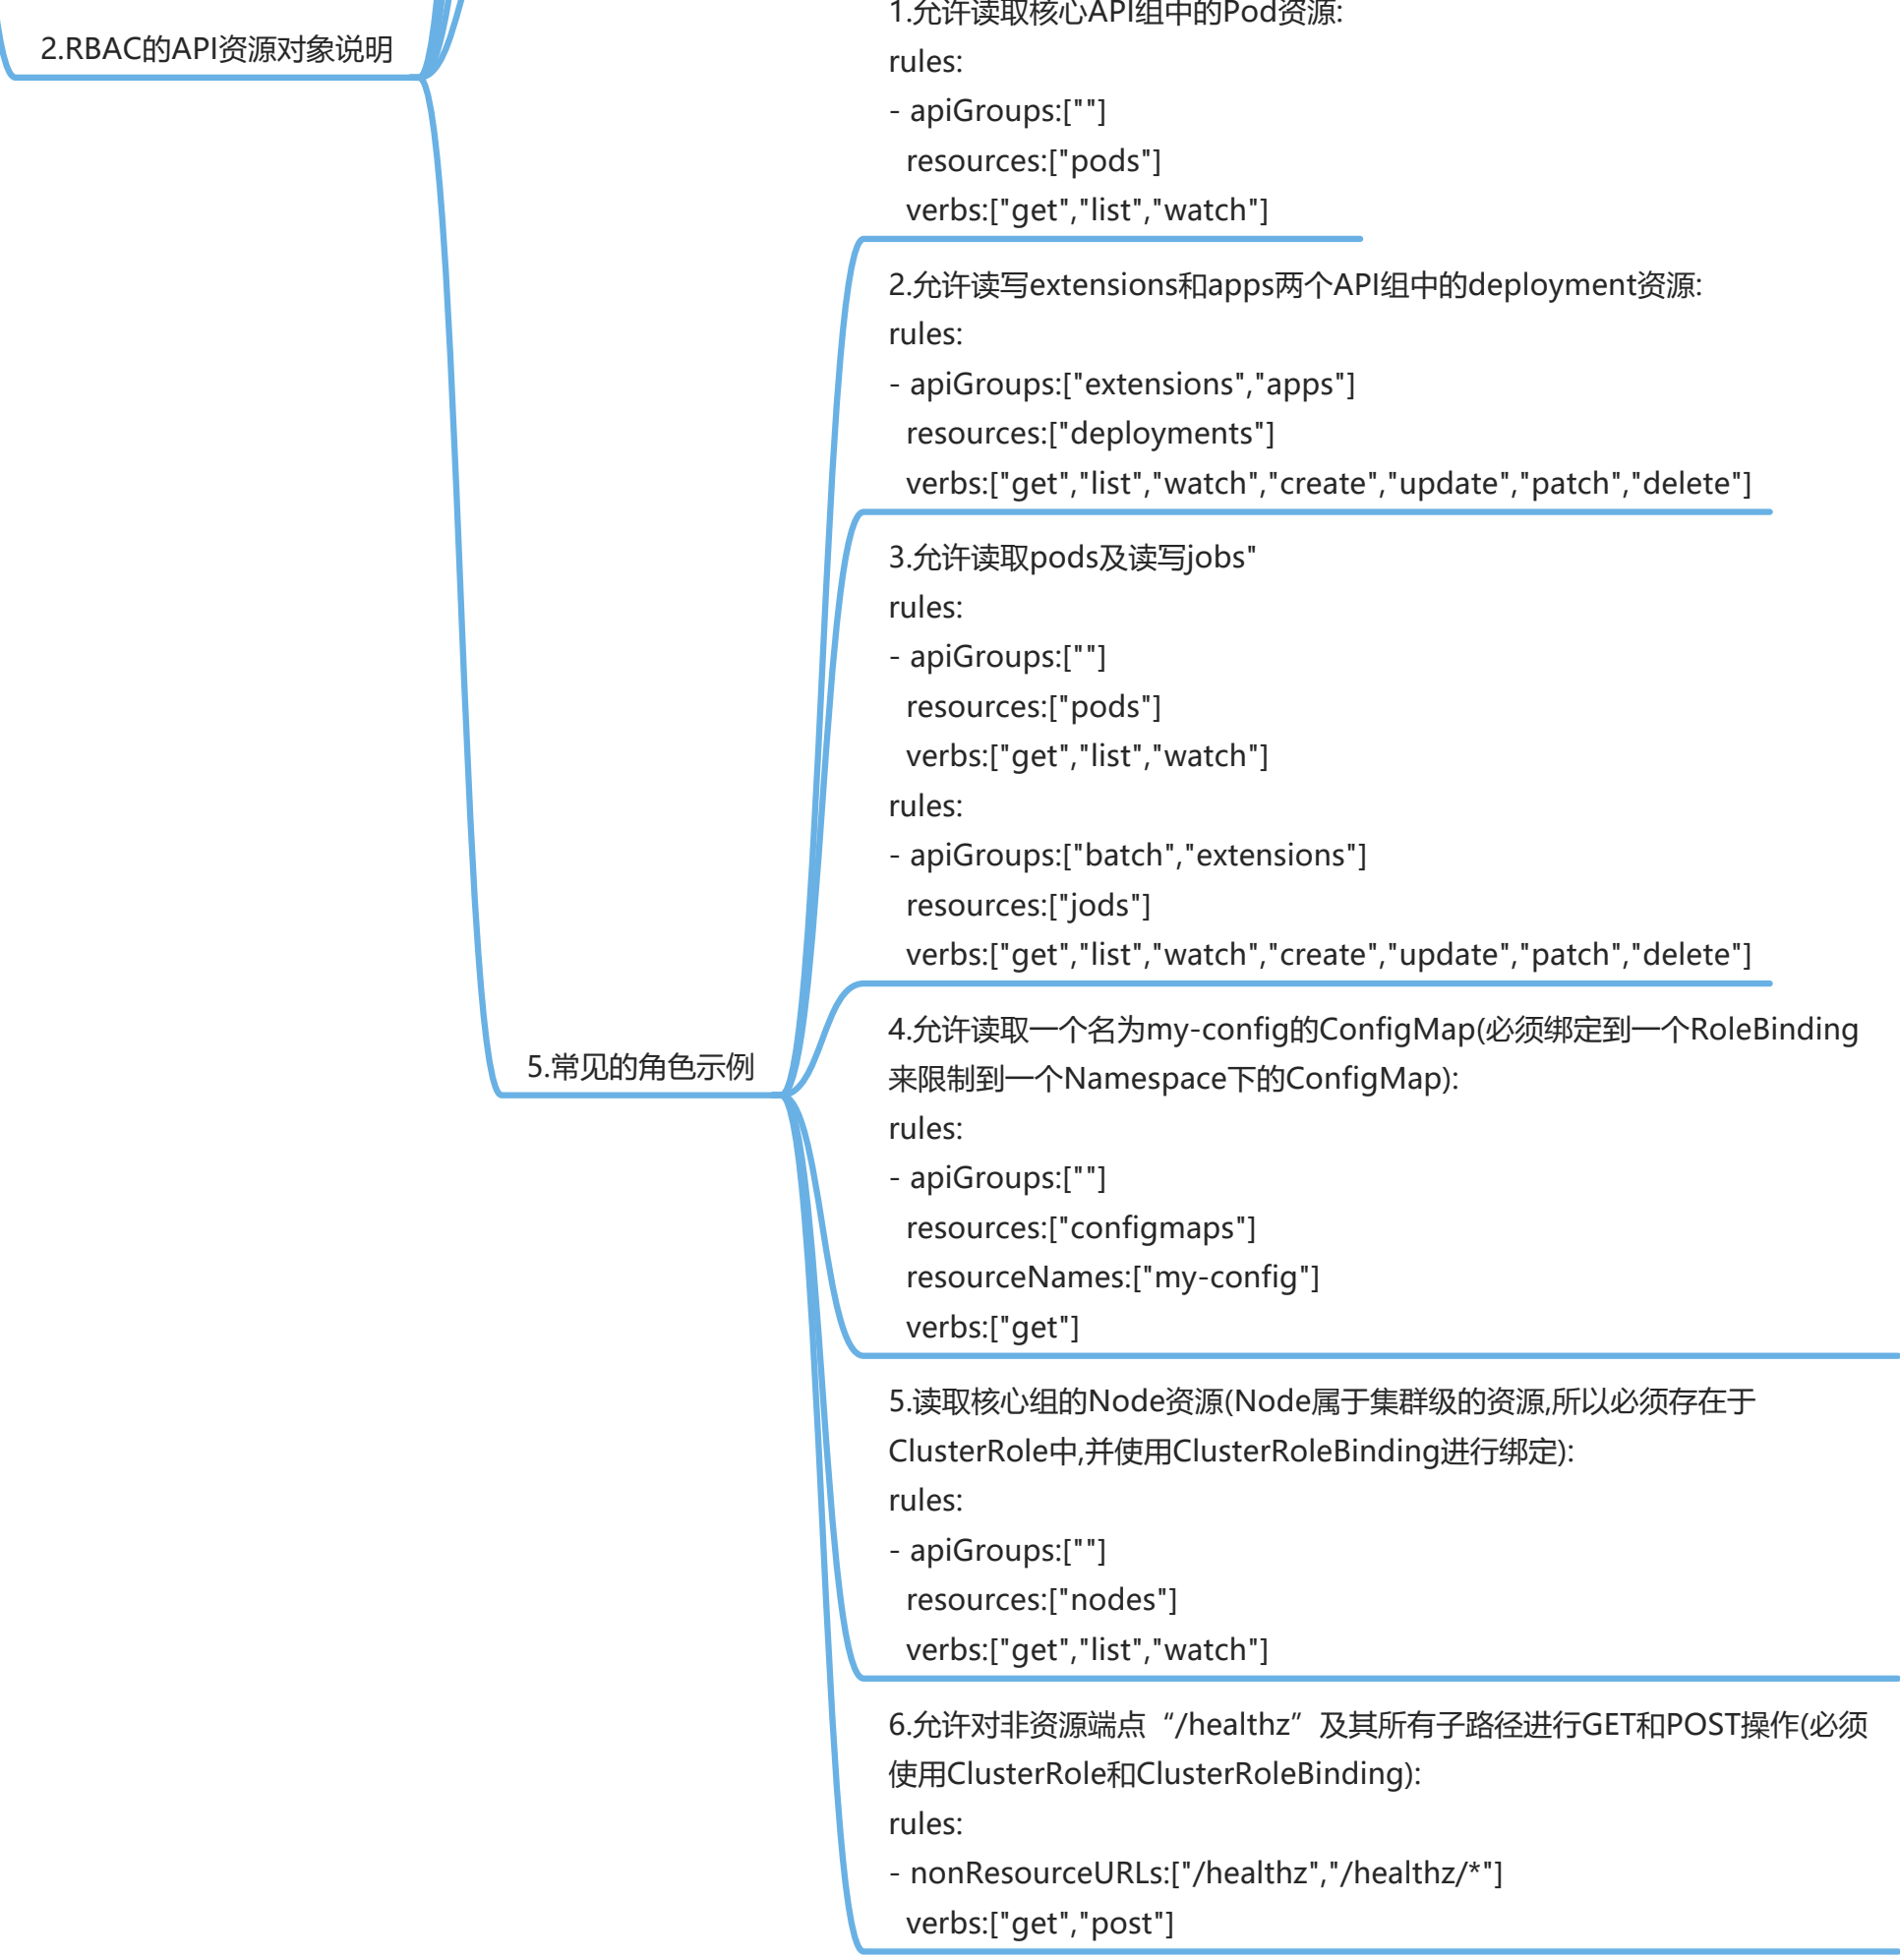 2.RBAC的API资源对象说明
1.允许读取核心API组中的Pod资源:
rules:
- apiGroups:[""]
  resources:["pods"]
  verbs:["get","list","watch"]
2.允许读写extensions和apps两个API组中的deployment资源:
rules:
- apiGroups:["extensions","apps"]
  resources:["deployments"]
  verbs:["get","list","watch","create","update","patch","delete"]
3.允许读取pods及读写jobs"
rules:
- apiGroups:[""]
  resources:["pods"]
  verbs:["get","list","watch"]
rules:
- apiGroups:["batch","extensions"]
  resources:["jods"]
  verbs:["get","list","watch","create","update","patch","delete"]
5.常见的角色示例
4.允许读取一个名为my-config的ConfigMap(必须绑定到一个RoleBinding
来限制到一个Namespace下的ConfigMap):
rules:
- apiGroups:[""]
  resources:["configmaps"]
  resourceNames:["my-config"]
  verbs:["get"]
5.读取核心组的Node资源(Node属于集群级的资源,所以必须存在于
ClusterRole中,并使用ClusterRoleBinding进行绑定):
rules:
- apiGroups:[""]
  resources:["nodes"]
  verbs:["get","list","watch"]
6.允许对非资源端点“/healthz”及其所有子路径进行GET和POST操作(必须
使用ClusterRole和ClusterRoleBinding):
rules:
- nonResourceURLs:["/healthz","/healthz/*"]
  verbs:["get","post"]